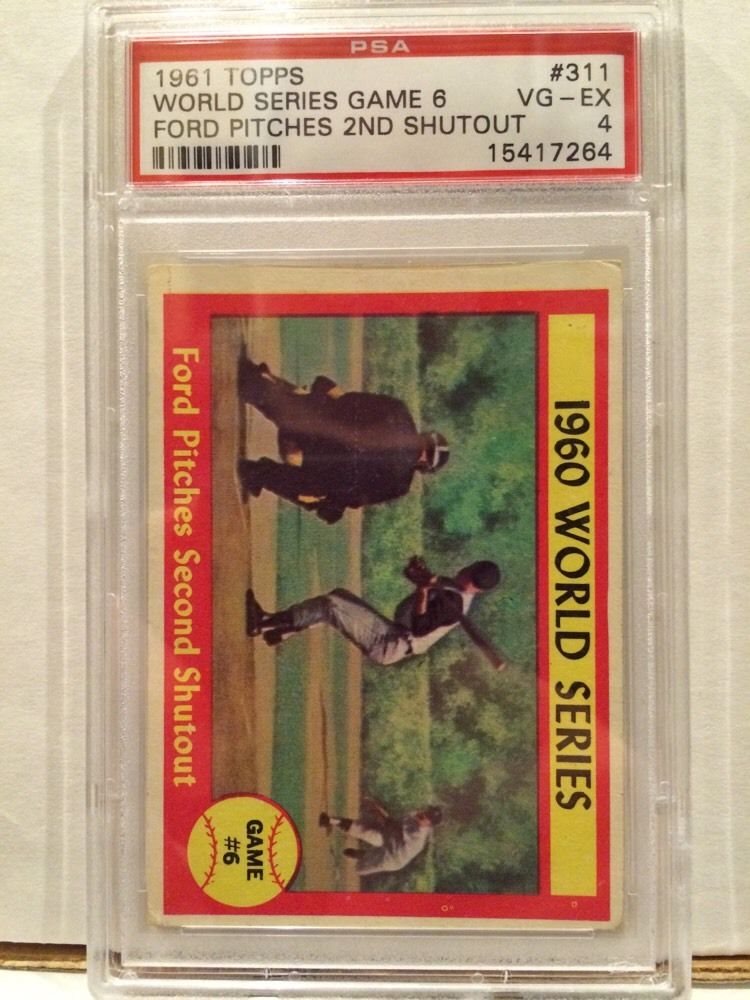 PSA
1961 TOPPS #311
WORLD SERIES GAME 6 VG-EX
FORD PITCHES 2ND SHUTOUT 4
15417264
1960 WORLD SERIES
Ford Pitches Second Shutout
GAME
#6